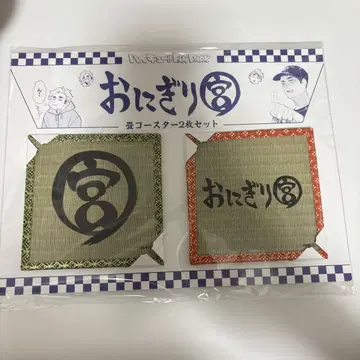 おにぎり宮
畳コースター2枚セット
宮
おにぎり宮